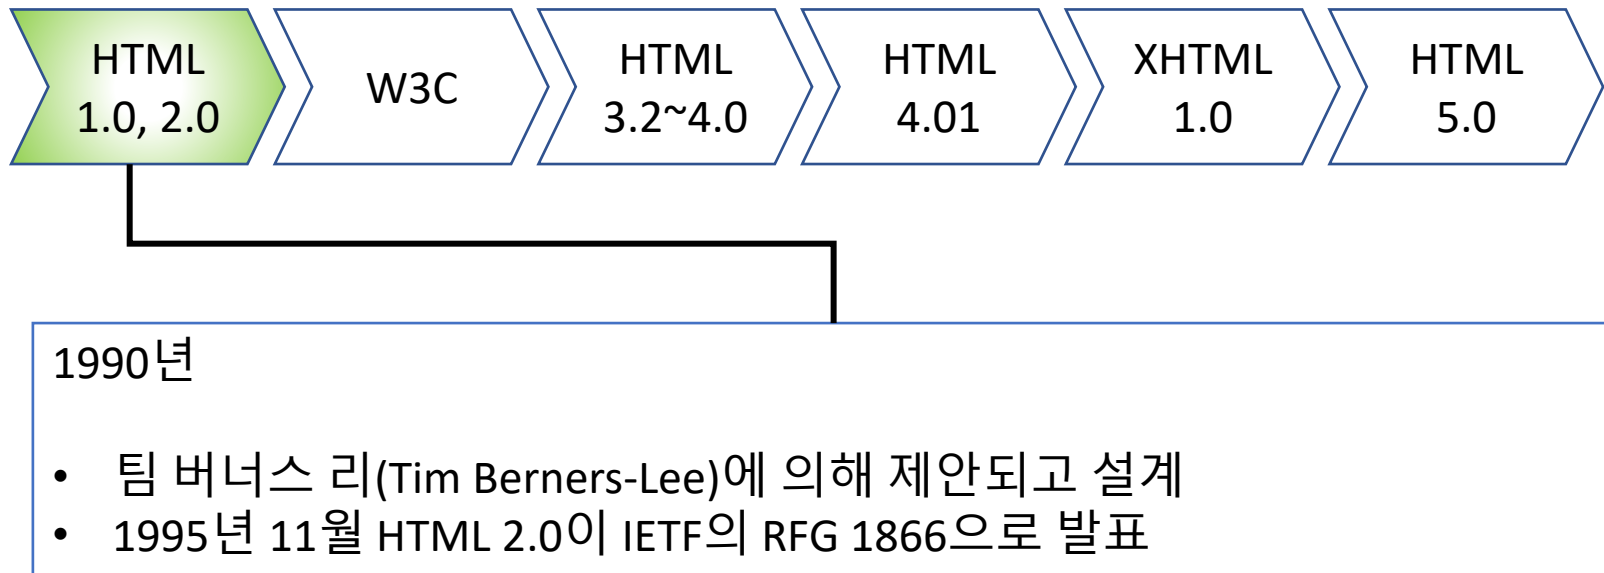 HTML
1.0, 2.0
W3C
HTML
3.2~4.0
HTML
4.01
XHTML
1.0
HTML
5.0
1990년
• 팀 버너스 리(Tim Berners-Lee)에 의해 제안되고 설계
• 1995년 11월 HTML 2.0이 IETF의 RFG 1866으로 발표